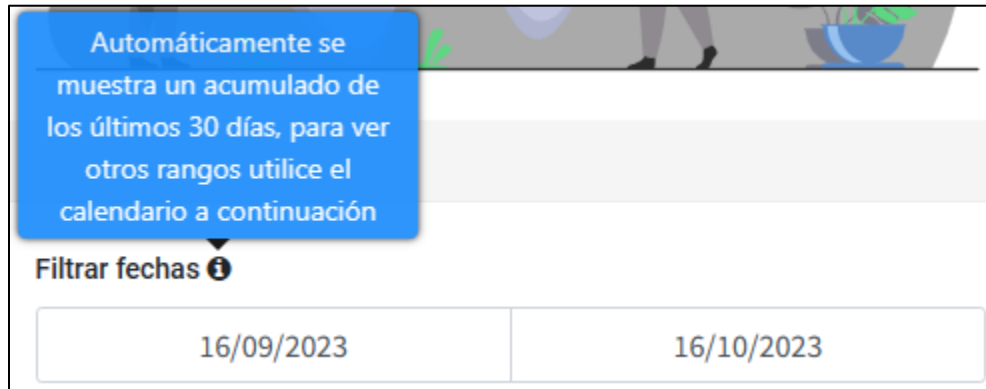 Automáticamente se
muestra un acumulado de
los últimos 30 días, para ver
otros rangos utilice el
calendario a continuación
Filtrar fechas
16/09/2023 16/10/2023